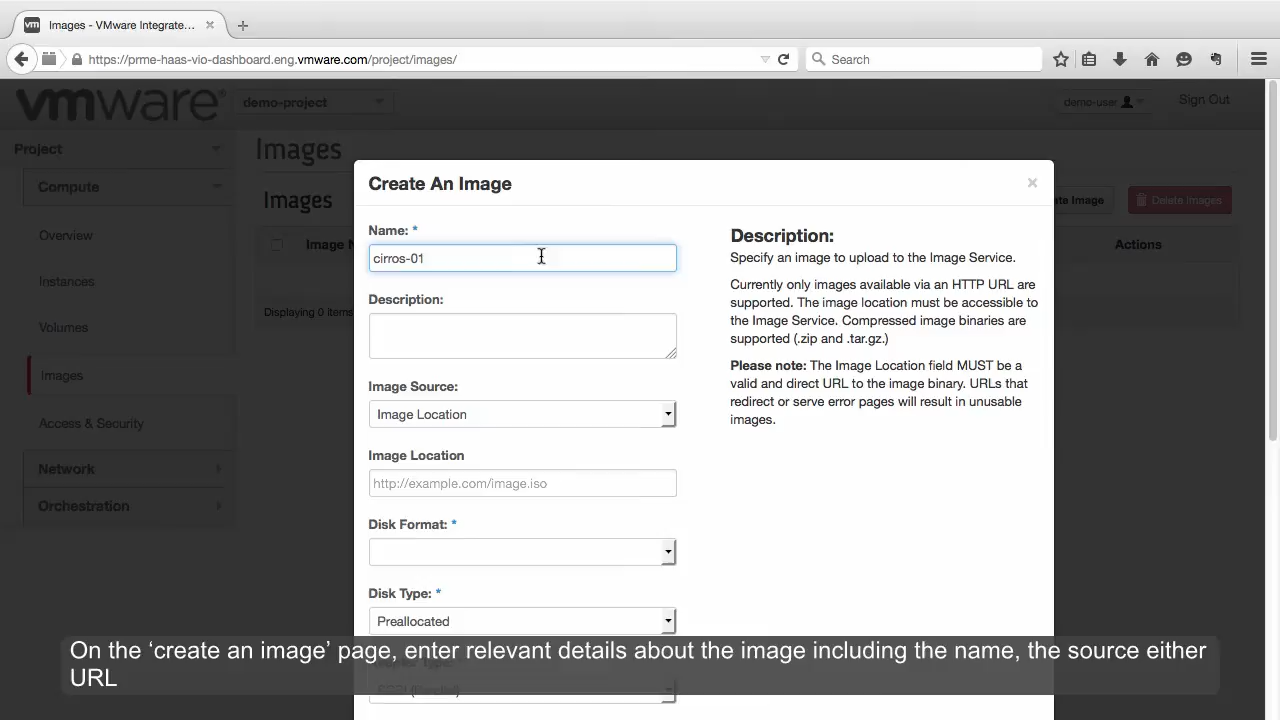 Images - VMware Integrate...
https://prme-haas-vio-dashboard.eng.vmware.com/project/images/
Search
vmware
demo-project
demo-user
Sign Out
Project
Compute
Overview
Instances
Volumes
Images
Access & Security
Network
Orchestration
Images
Images
Image N
te Image
Delete Images
Actions
Displaying 0 items
Create An Image
Name: *
cirros-01
Description:
Image Source:
Image Location
Image Location
http://example.com/image.iso
Disk Format: *
Disk Type: *
Preallocated
Description:
Specify an image to upload to the Image Service.
Currently only images available via an HTTP URL are
supported. The image location must be accessible to
the Image Service. Compressed image binaries are
supported (.zip and .tar.gz.)
Please note: The Image Location field MUST be a
valid and direct URL to the image binary. URLs that
redirect or serve error pages will result in unusable
images.
On the ‘create an image’ page, enter relevant details about the image including the name, the source either
URL